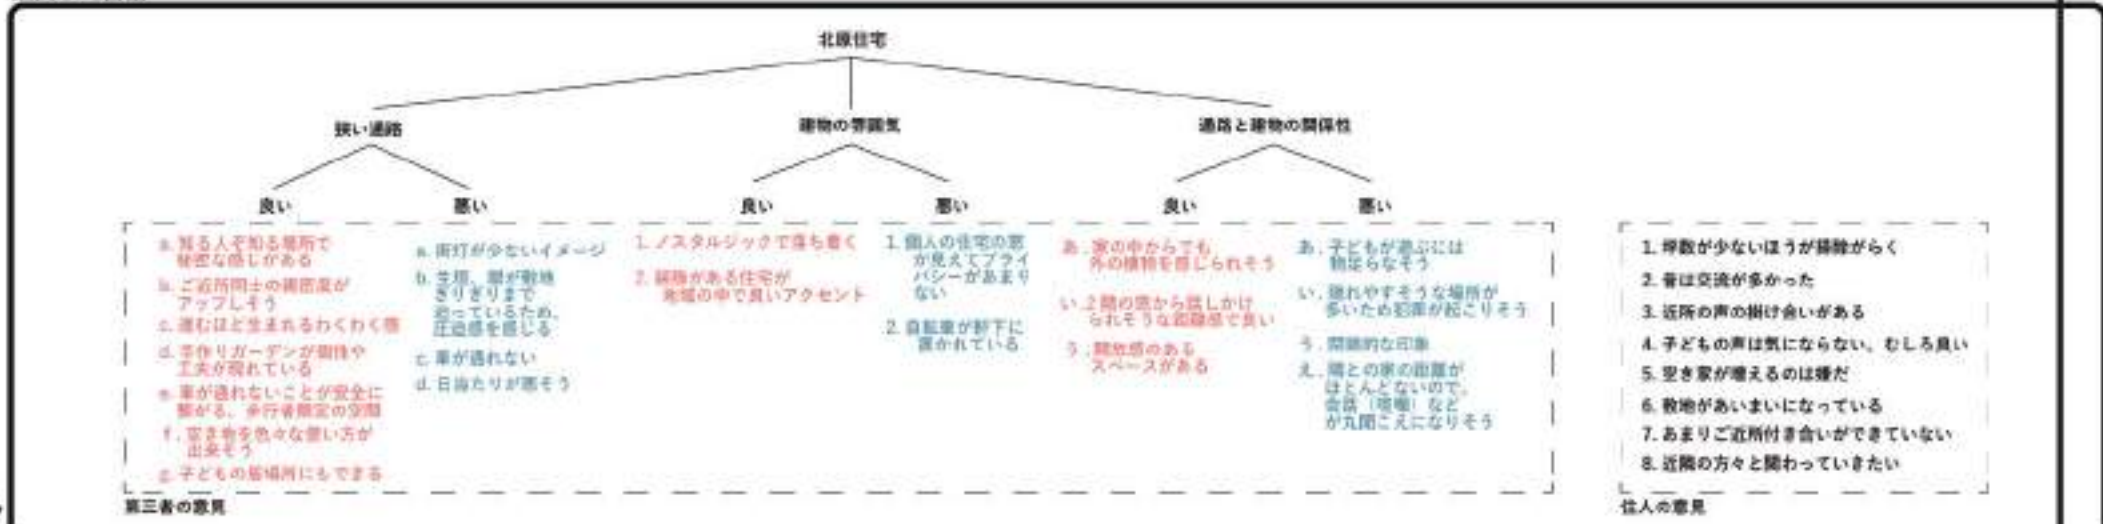 北原住宅
狭い通路
建物の雰囲気
通路と建物の関係性
良い
悪い
良い
悪い
良い
悪い
a. 知る人ぞ知る場所で
秘密な感じがある
b. ご近所同士の親密度が
アップしそう
c. 進むほど生まれるわくわく感
d. 手作りガーデンが個性や
工夫が現れている
e. 車が通れないことが安全に
繋がる、歩行者限定の空間
f. 空き地を色々な使い方が
出来そう
g. 子どもの居場所にもできる
a. 街灯が少ないイメージ
b. 玄関、扉が敷地
ぎりぎりまで
迫っているため、
圧迫感を感じる
c. 車が通れない
d. 日当たりが悪そう
1. ノスタルジックで落ち着く
2. 縁側がある住宅が
地域の中で良いアクセント
1. 個人の住宅の窓
が見えてプライ
バシーがあまり
ない
2. 自転車が軒下に
置かれている
あ. 家の中からでも
外の植物を感じられそう
い. 2階の窓から話しかけ
られそうな距離感で良い
う. 開放感のある
スペースがある
あ. 子どもが遊ぶには
物足らなそう
い. 隠れやすそうな場所が
多いため犯罪が起こりそう
う. 閉鎖的な印象
え. 隣との家の距離が
ほとんどないので、
会話（喧嘩）など
が丸聞こえになりそう
第三者の意見
1. 坪数が少ないほうが掃除がらく
2. 昔は交流が多かった
3. 近所の声の掛け合いがある
4. 子どもの声は気にならない、むしろ良い
5. 空き家が増えるのは嫌だ
6. 敷地があいまいになっている
7. あまりご近所付き合いができていない
8. 近隣の方々と関わっていきたい
住人の意見